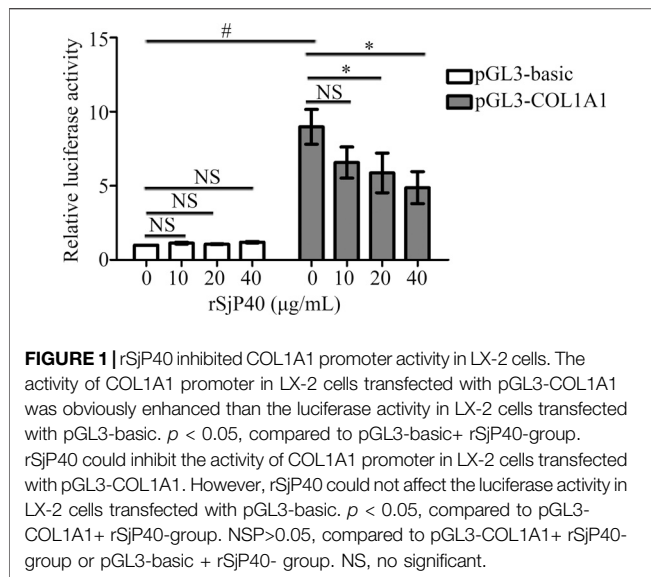 15
10
5
0
Relative luciferase activity
#
*
*
NS
NS
NS
NS
pGL3-basic
pGL3-COL1A1
0 10 20 40 0 10 20 40
rSjP40 (μg/mL)
FIGURE 1 | rSjP40 inhibited COL1A1 promoter activity in LX-2 cells. The
activity of COL1A1 promoter in LX-2 cells transfected with pGL3-COL1A1
was obviously enhanced than the luciferase activity in LX-2 cells transfected
with pGL3-basic. p < 0.05, compared to pGL3-basic+ rSjP40-group.
rSjP40 could inhibit the activity of COL1A1 promoter in LX-2 cells transfected
with pGL3-COL1A1. However, rSjP40 could not affect the luciferase activity in
LX-2 cells transfected with pGL3-basic. p < 0.05, compared to pGL3-
COL1A1+ rSjP40-group. NSP>0.05, compared to pGL3-COL1A1+ rSjP40-
group or pGL3-basic + rSjP40- group. NS, no significant.